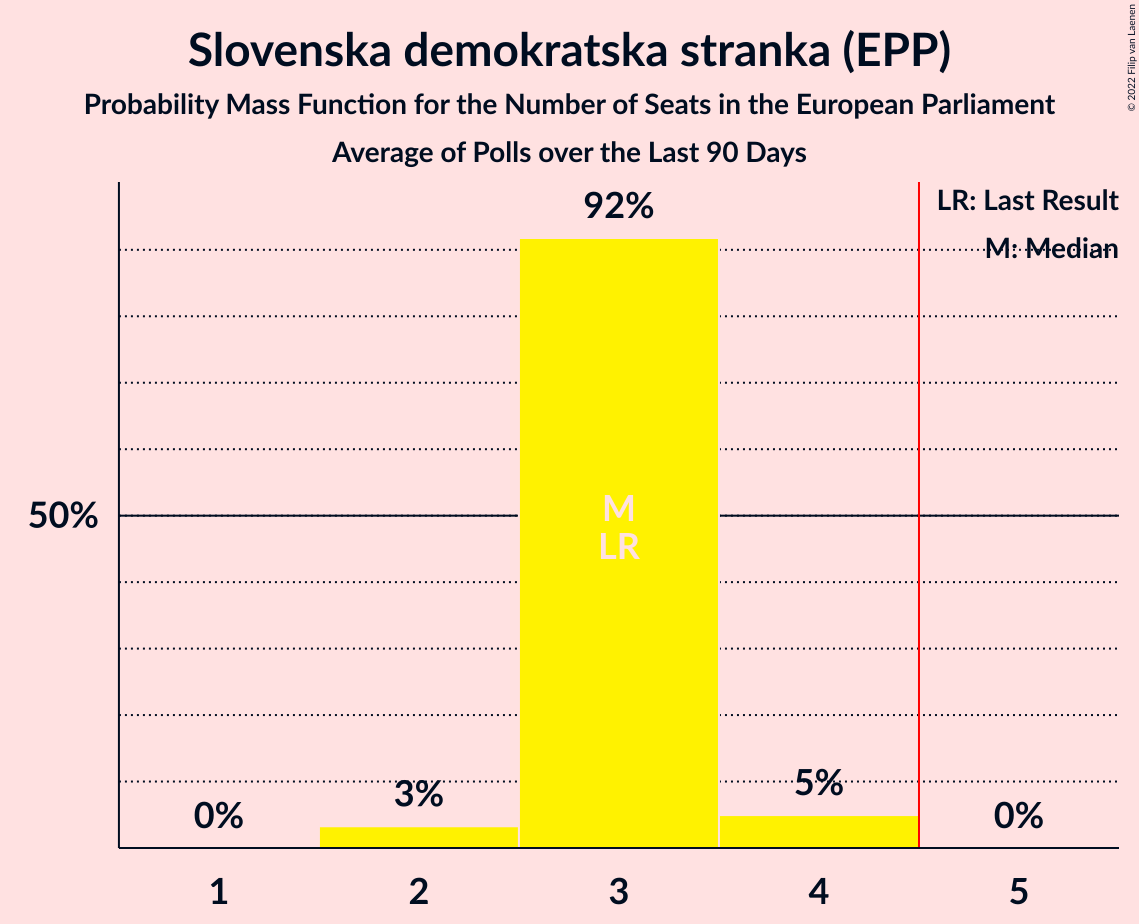 Slovenska demokratska stranka (EPP)
Probability Mass Function for the Number of Seats in the European Parliament
Average of Polls over the Last 90 Days
© 2022 Filip van Laenen
LR: Last Result
M: Median
92%
50%
M
LR
0%
3%
5%
0%
1 2 3 4 5